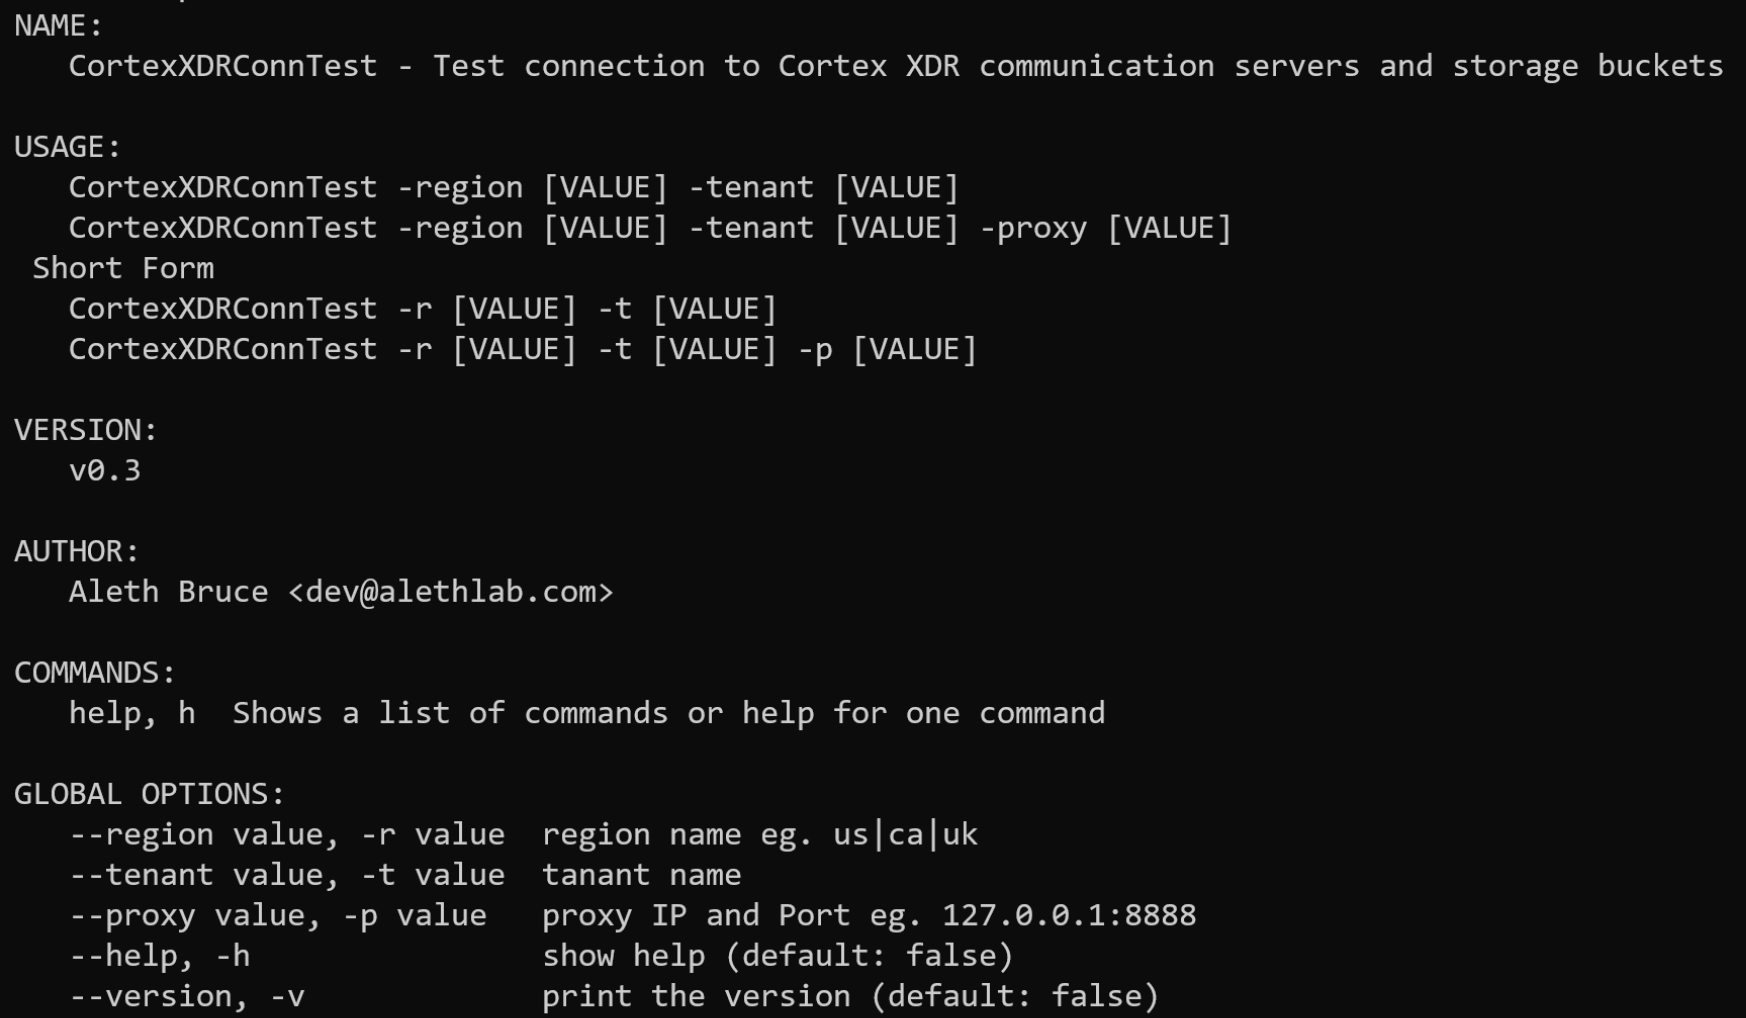 NAME:
CortexXDRConnTest - Test connection to Cortex XDR communication servers and storage buckets
USAGE:
CortexXDRConnTest -region [VALUE] -tenant [VALUE]
CortexXDRConnTest -region [VALUE] -tenant [VALUE] -proxy [VALUE]
Short Form
CortexXDRConnTest -r [VALUE] -t [VALUE]
CortexXDRConnTest -r [VALUE] -t [VALUE] -p [VALUE]
VERSION:
v0.3
AUTHOR:
Aleth Bruce <dev@alethlab.com>
COMMANDS:
help, h  Shows a list of commands or help for one command
GLOBAL OPTIONS:
--region value, -r value  region name eg. us|ca|uk
--tenant value, -t value  tanant name
--proxy value, -p value   proxy IP and Port eg. 127.0.0.1:8888
--help, -h                show help (default: false)
--version, -v             print the version (default: false)